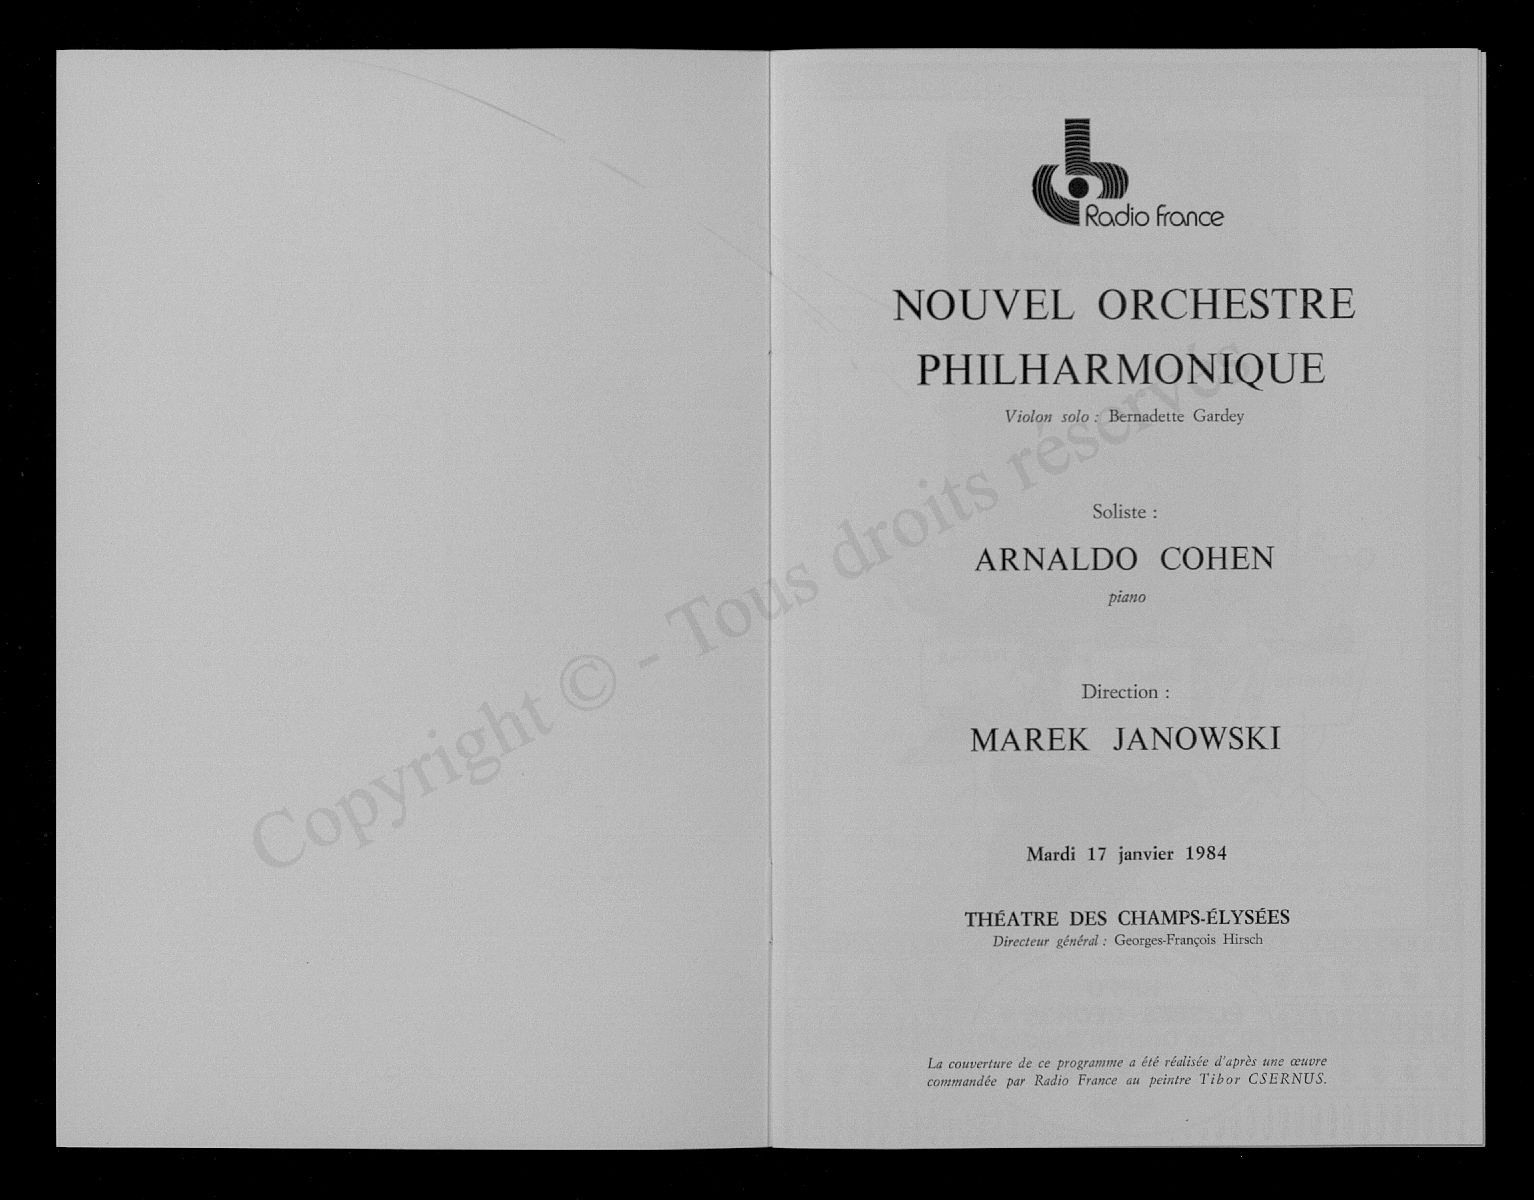 Radio France
NOUVEL ORCHESTRE
PHILHARMONIQUE
Violon solo : Bernadette Gardey
Soliste :
ARNALDO COHEN
piano
Direction :
MAREK JANOWSKI
Mardi 17 janvier 1984
THÉATRE DES CHAMPS-ÉLYSÉES
Directeur général : Georges-François Hirsch
La couverture de ce programme a été réalisée d'après une œuvre
commandée par Radio France au peintre Tibor CSERNUS.
Copyright © - Tous droits réservés